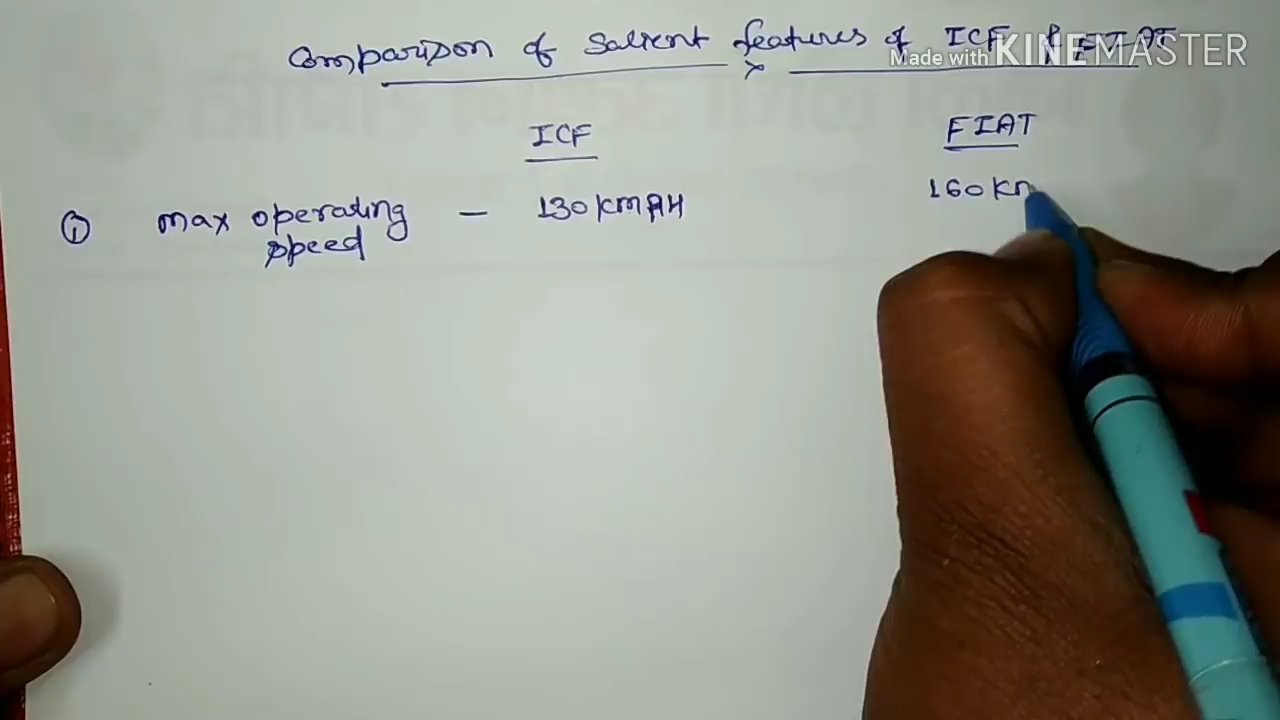 Comparison of Salient features of ICF & FIAT
Made with KINEMASTER
ICF FIAT
① max operating speed – 130 KMPH 160 KM